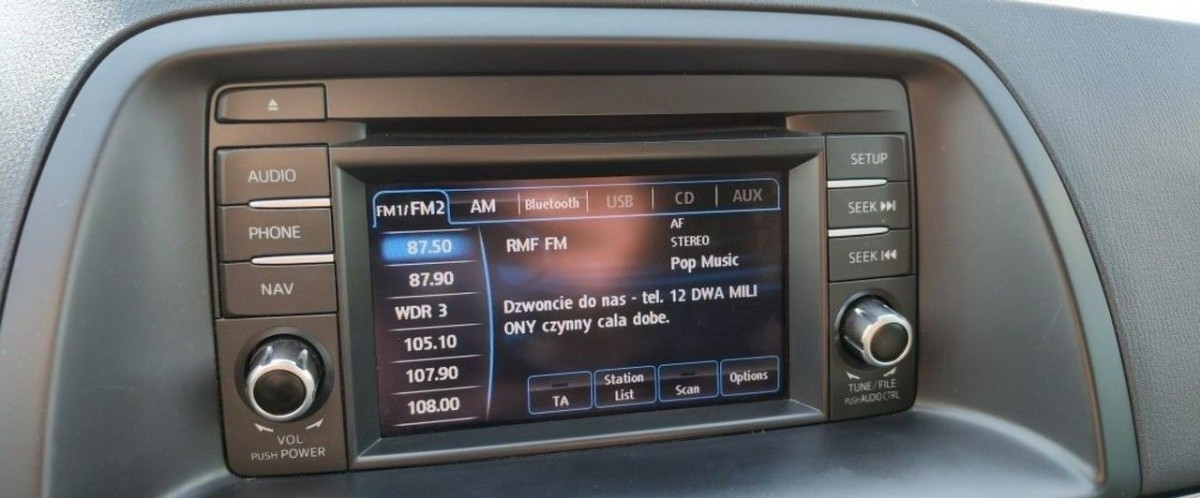 AUDIO
PHONE
NAV
VOL
PUSH POWER
FM1/FM2 AM Bluetooth USB CD AUX
87.50
87.90
WDR 3
105.10
107.90
108.00
RMF FM
AF
STEREO
Pop Music
Dzwoncie do nas - tel. 12 DWA MILI
ONY czynny cala dobe.
TA
Station
List
Scan
Options
SETUP
SEEK
SEEK
TUNE/FILE
PUSH AUDIO CTRL